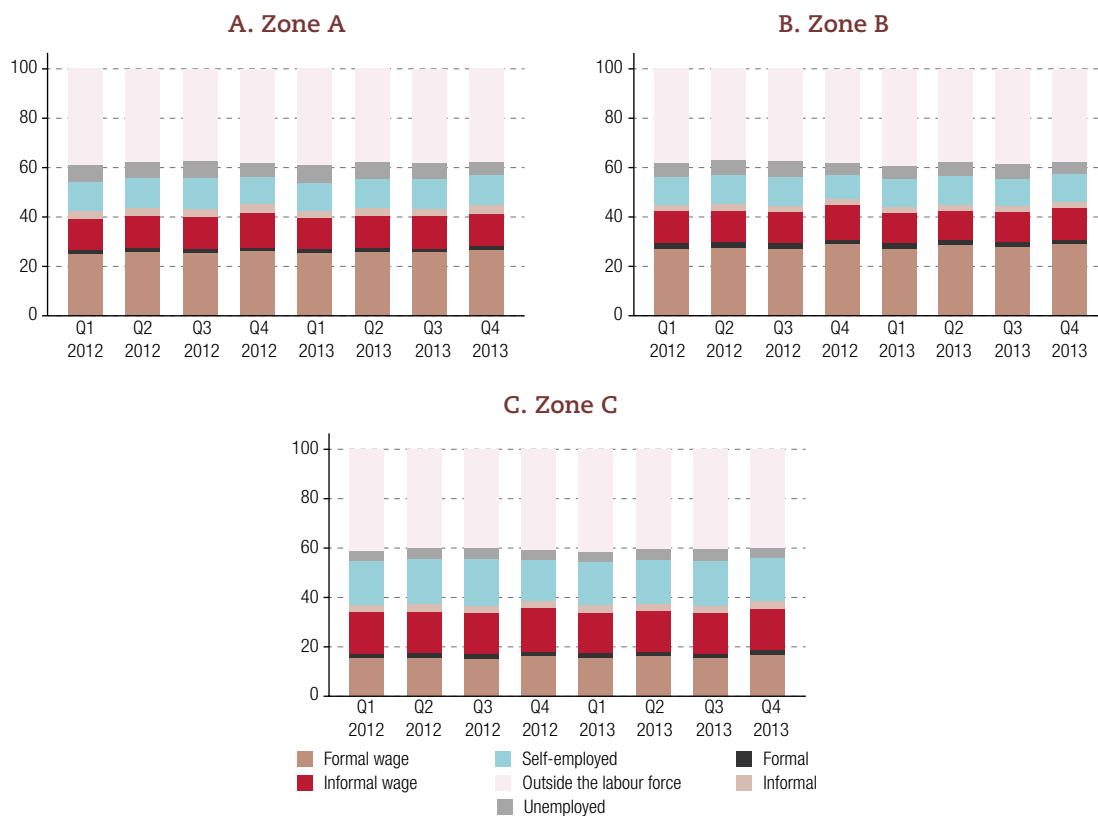 A. Zone A
100
80
60
40
20
0
Q1 Q2 Q3 Q4 Q1 Q2 Q3 Q4
2012 2012 2012 2012 2013 2013 2013 2013
B. Zone B
100
80
60
40
20
0
Q1 Q2 Q3 Q4 Q1 Q2 Q3 Q4
2012 2012 2012 2012 2013 2013 2013 2013
C. Zone C
100
80
60
40
20
0
Q1 Q2 Q3 Q4 Q1 Q2 Q3 Q4
2012 2012 2012 2012 2013 2013 2013 2013
Formal wage Self-employed Formal
Informal wage Outside the labour force Informal
Unemployed